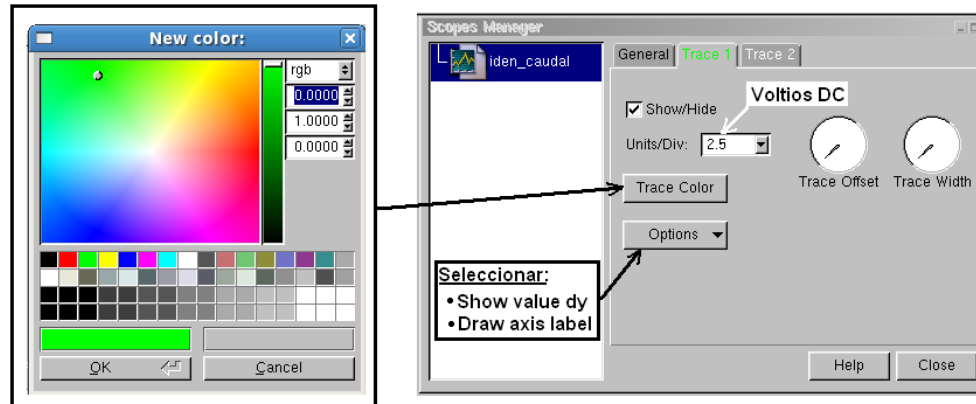 New color:
rgb
0.0000
1.0000
0.0000
OK
Cancel
Scopes Manager
iden_caudal
General
Trace 1
Trace 2
Voltios DC
Show/Hide
Units/Div:
2.5
Trace Color
Trace Offset
Trace Width
Options
Seleccionar:
• Show value dy
• Draw axis label
Help
Close